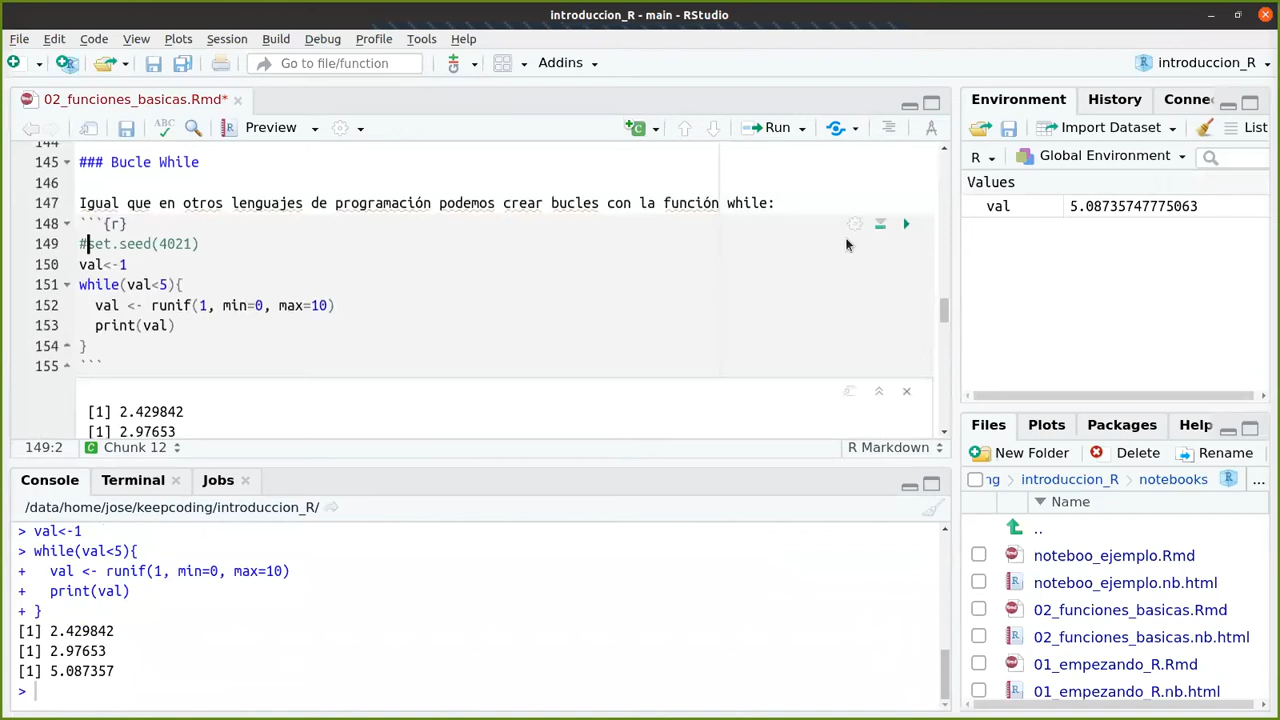 introduccion_R - main - RStudio
File Edit Code View Plots Session Build Debug Profile Tools Help
Go to file/function Addins introduccion_R
02_funciones_basicas.Rmd*
Preview Run
144
145 ### Bucle While
146
147 Igual que en otros lenguajes de programación podemos crear bucles con la función while:
148 ```{r}
149 #set.seed(4021)
150 val<-1
151 while(val<5){
152 val <- runif(1, min=0, max=10)
153 print(val)
154 }
155 ```
[1] 2.429842
[1] 2.97653
149:2 Chunk 12 R Markdown
Console Terminal Jobs
/data/home/jose/keepcoding/introduccion_R/
> val<-1
> while(val<5){
+ val <- runif(1, min=0, max=10)
+ print(val)
+ }
[1] 2.429842
[1] 2.97653
[1] 5.087357
>
Environment History Conne
Import Dataset List
R Global Environment
Values
val 5.08735747775063
Files Plots Packages Help
New Folder Delete Rename
ng introduccion_R notebooks ...
Name
..
noteboo_ejemplo.Rmd
noteboo_ejemplo.nb.html
02_funciones_basicas.Rmd
02_funciones_basicas.nb.html
01_empezando_R.Rmd
01_empezando_R.nb.html